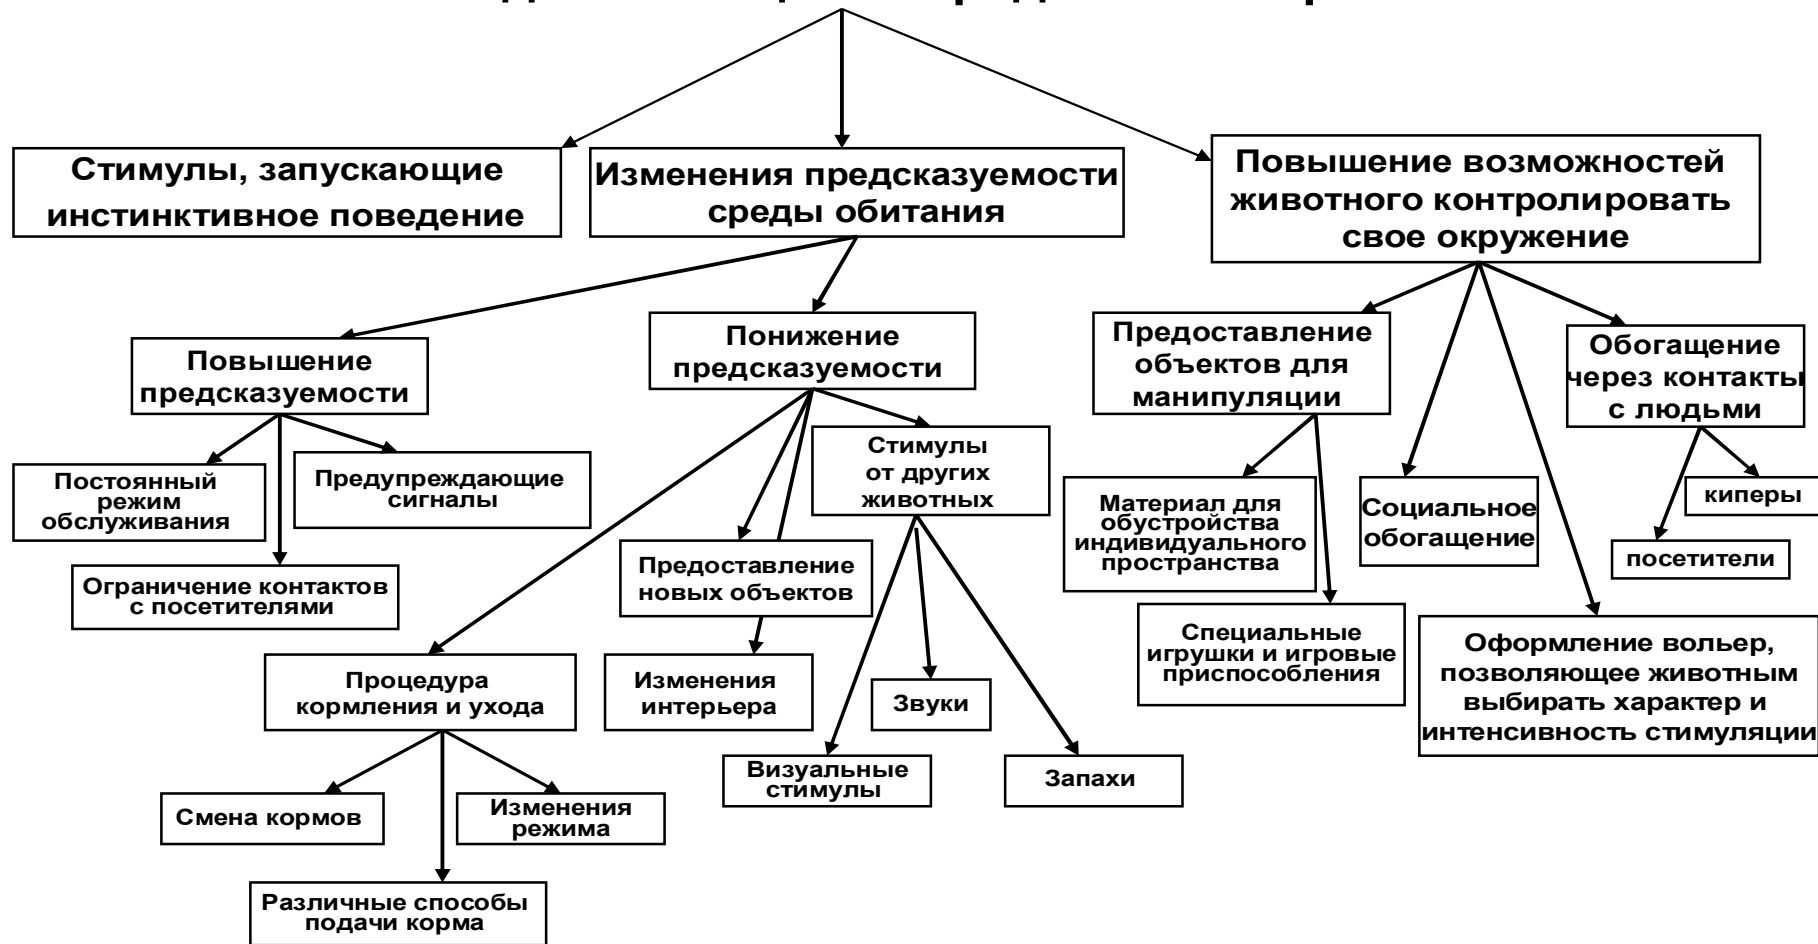 Стимулы, запускающие
инстинктивное поведение
Изменения предсказуемости
среды обитания
Повышение возможностей
животного контролировать
свое окружение
Повышение
предсказуемости
Понижение
предсказуемости
Предоставление
объектов для
манипуляции
Обогащение
через контакты
с людьми
Постоянный
режим
обслуживания
Предупреждающие
сигналы
Ограничение контактов
с посетителями
Стимулы
от других
животных
Предоставление
новых объектов
Изменения
интерьера
Процедура
кормления и ухода
Звуки
Визуальные
стимулы
Запахи
Смена кормов
Изменения
режима
Различные способы
подачи корма
Материал для
обустройства
индивидуального
пространства
Специальные
игрушки и игровые
приспособления
Социальное
обогащение
киперы
посетители
Оформление вольер,
позволяющее животным
выбирать характер и
интенсивность стимуляции